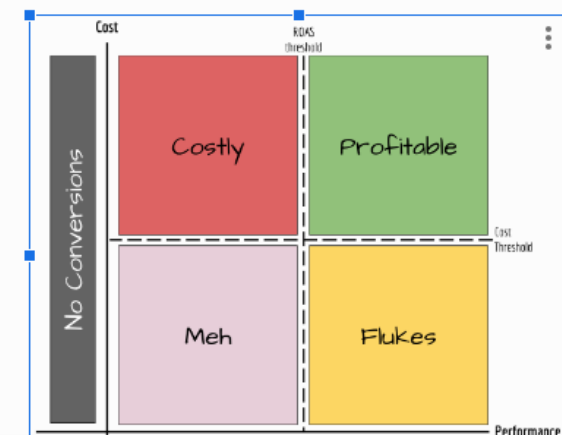 Cost
ROAS
threshold
No Conversions
Costly
Profitable
Cost
Threshold
Meh
Flukes
Performance